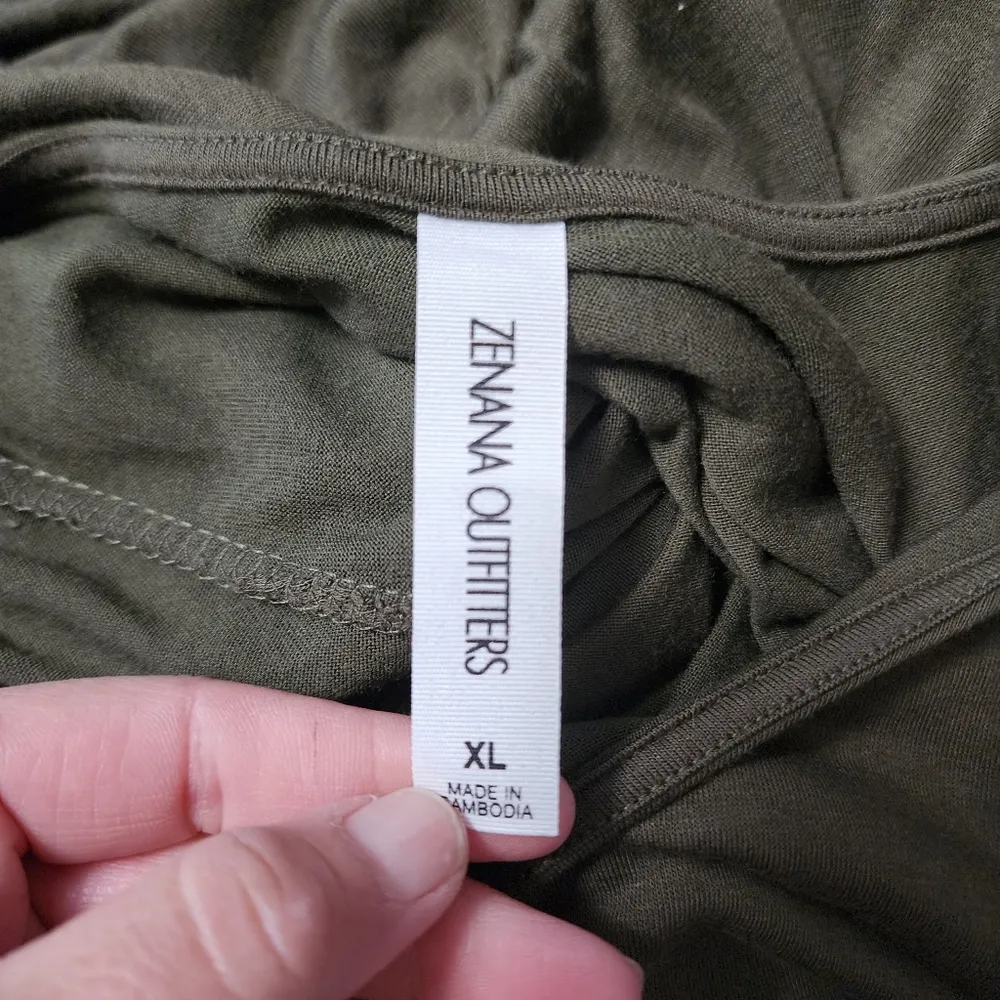 ZENANA OUTFITTERS
XL
MADE IN
CAMBODIA